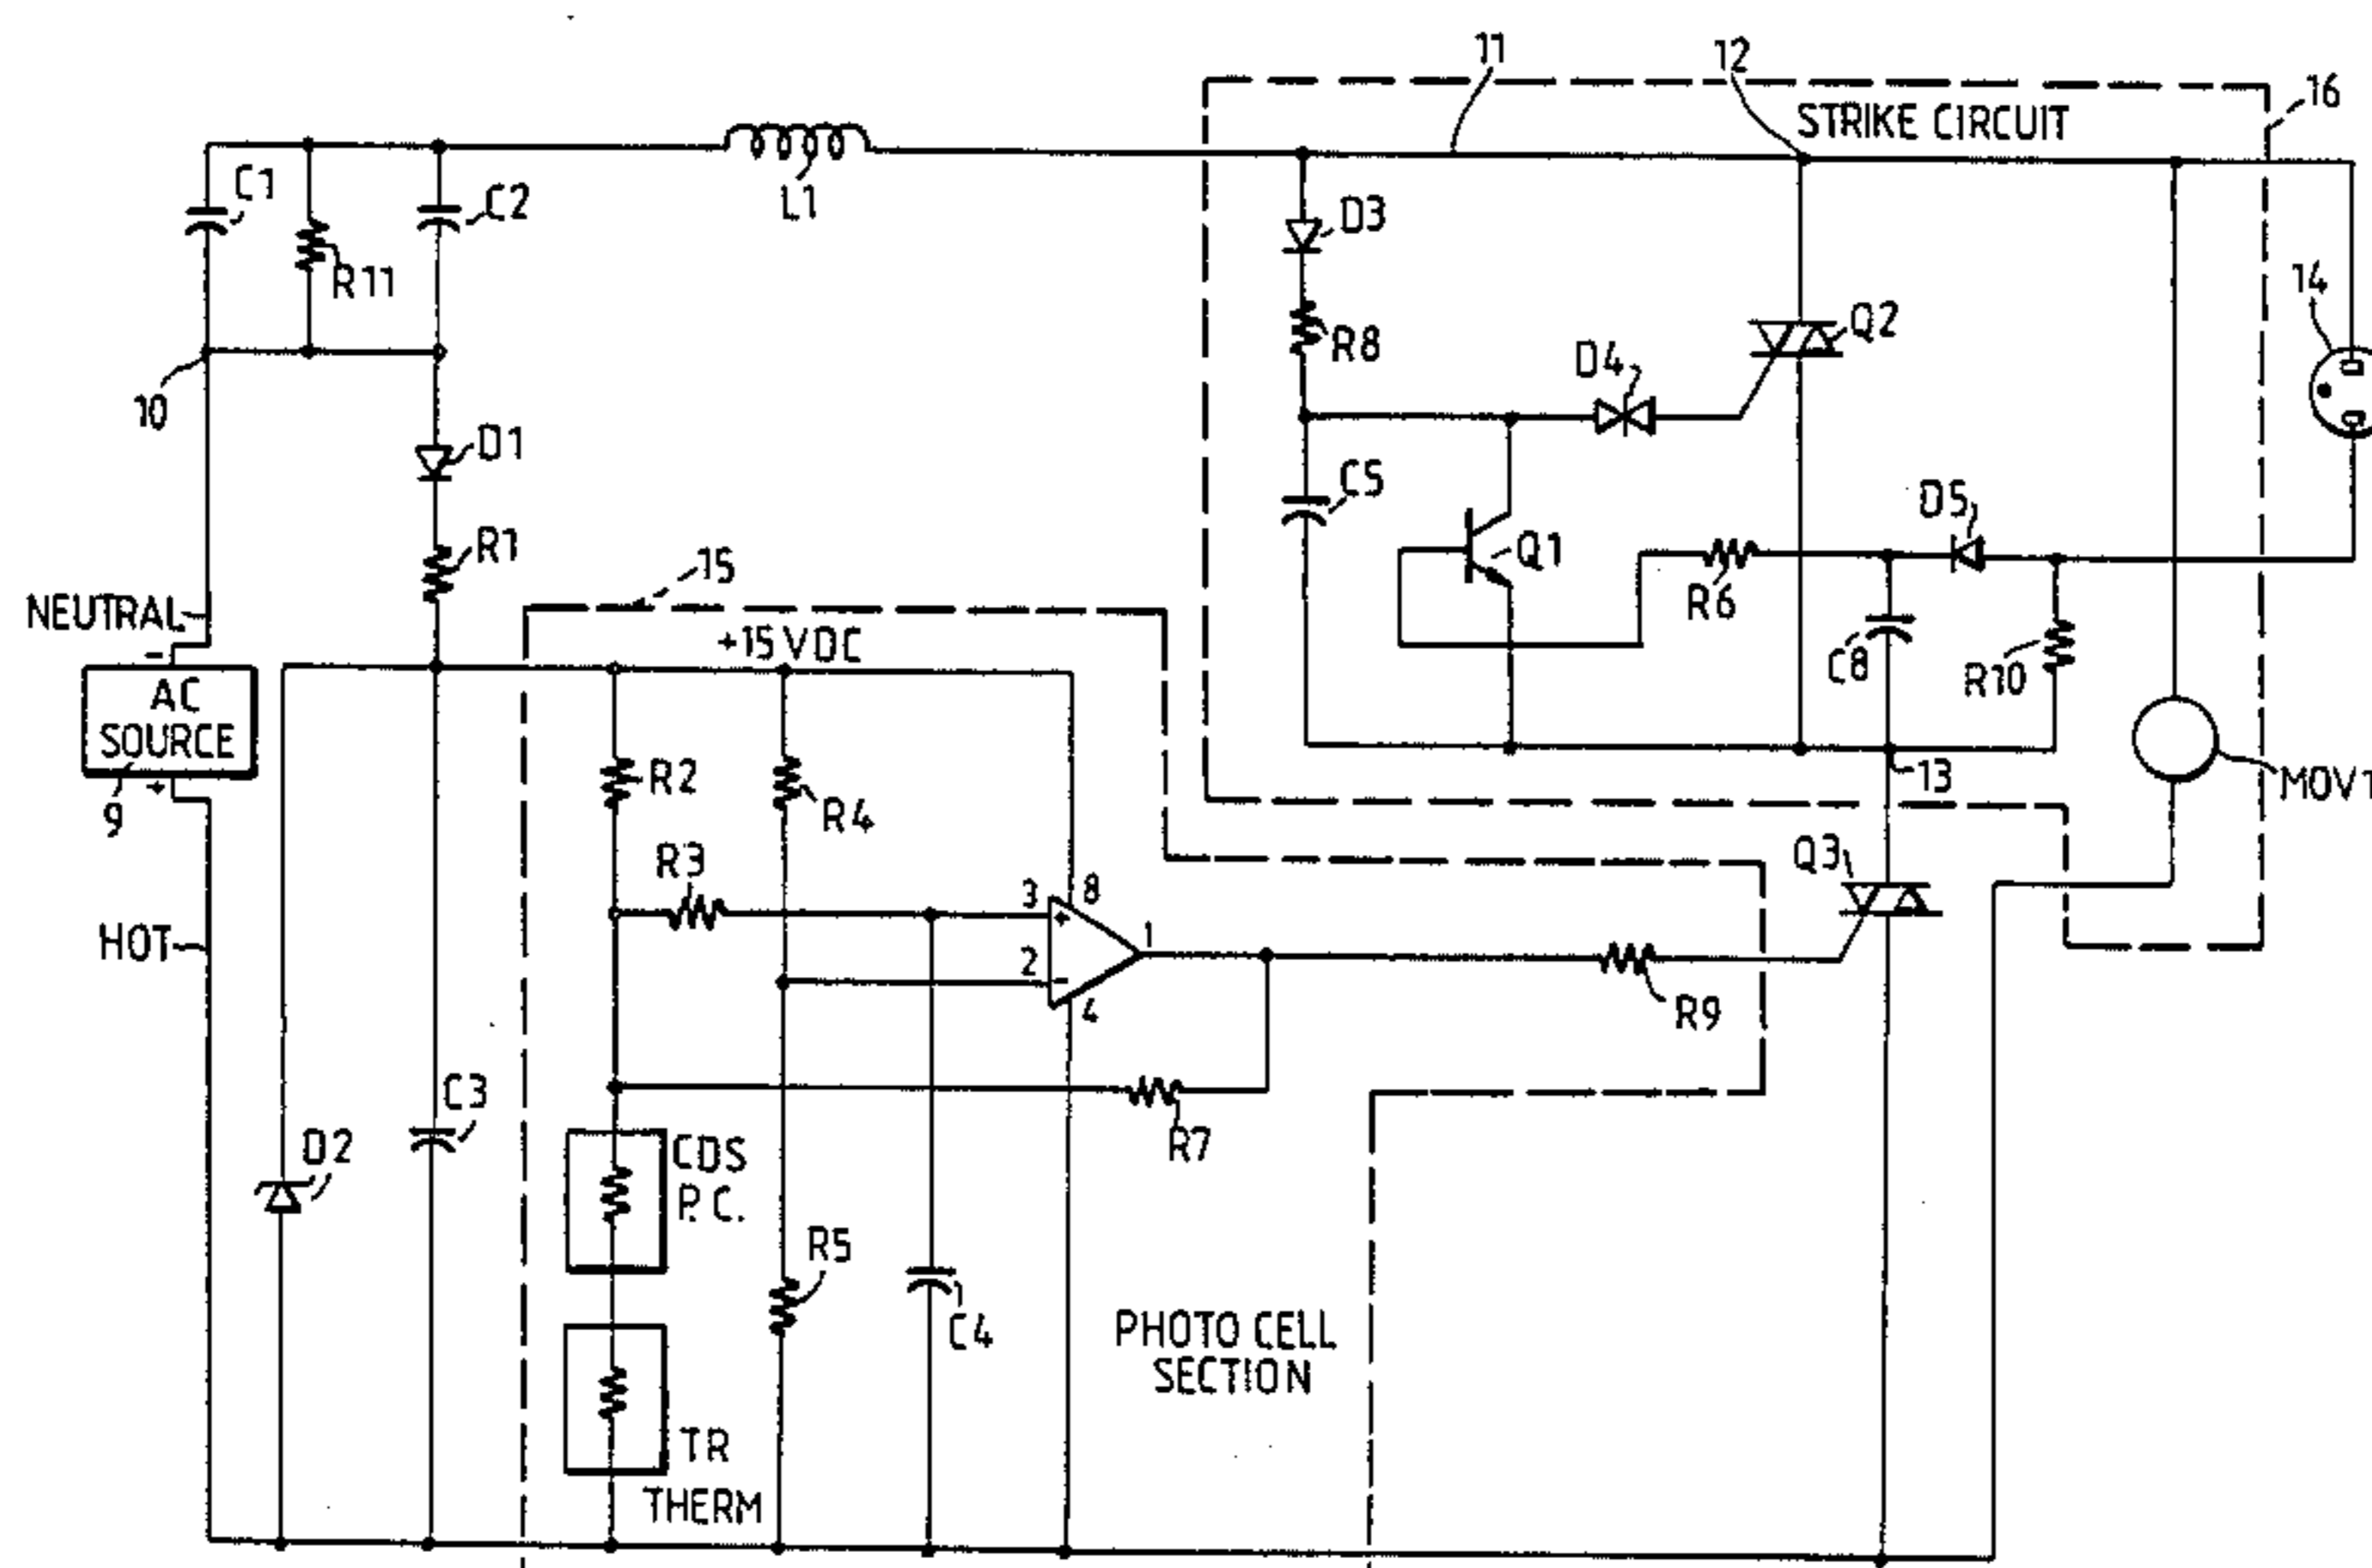 11
12
16
STRIKE CIRCUIT
C1
C2
L1
R11
D3
14
Q2
R8
D4
10
D1
C5
D5
R1
Q1
15
R6
NEUTRAL
+15 VDC
C8
R10
-
AC
SOURCE
+
9
R2
R4
13
MOV1
R3
Q3
3
8
+
HOT
2
1
-
4
R9
C3
D2
CDS
P.C.
R7
R5
C4
PHOTO CELL
SECTION
TR
THERM